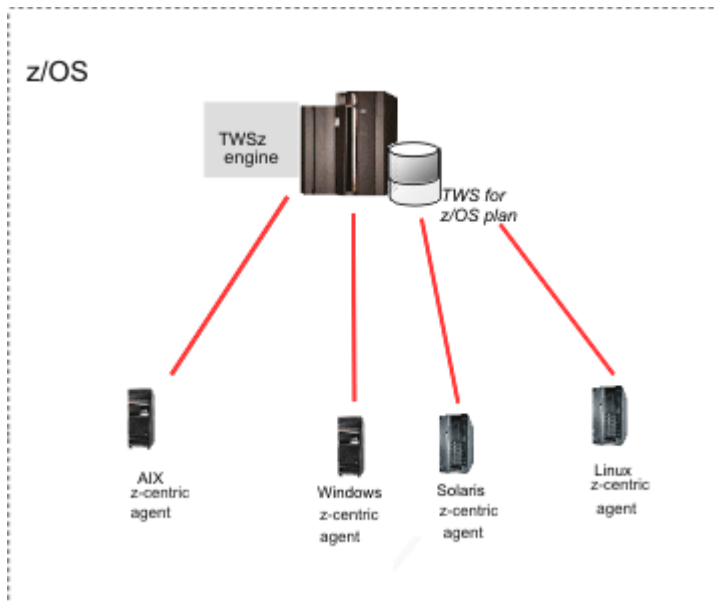 z/OS
TWSz
engine
TWS for
z/OS plan
AIX
z-centric
agent
Windows
z-centric
agent
Solaris
z-centric
agent
Linux
z-centric
agent